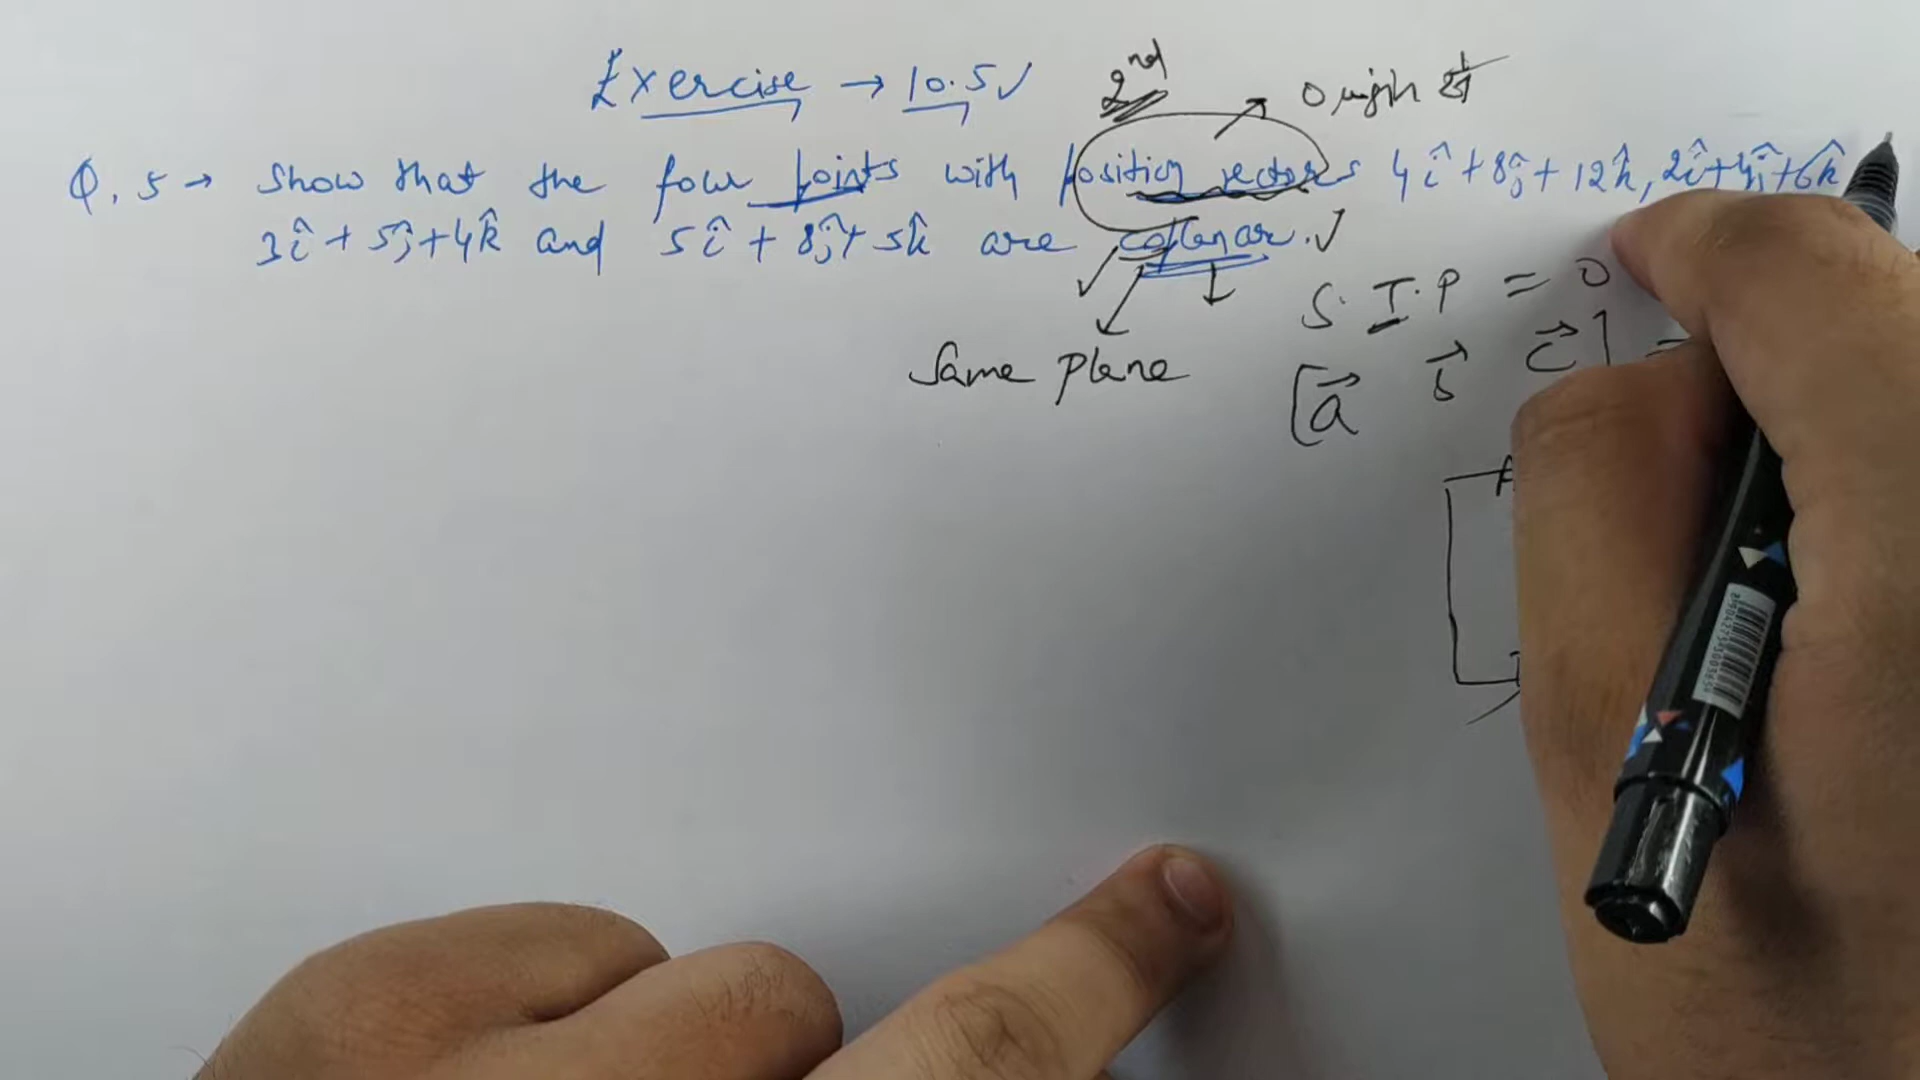 Exercise → 10.5 ✓
2nd
Origin
Q. 5 → Show that the four points with position vectors 4î + 8ĵ + 12k̂, 2î + 4ĵ + 6k̂
3î + 5ĵ + 4k̂ and 5î + 8ĵ + 5k̂ are coplanar. ✓
S.T.P = 0
Same plane
[a⃗ b⃗ c⃗] =
A